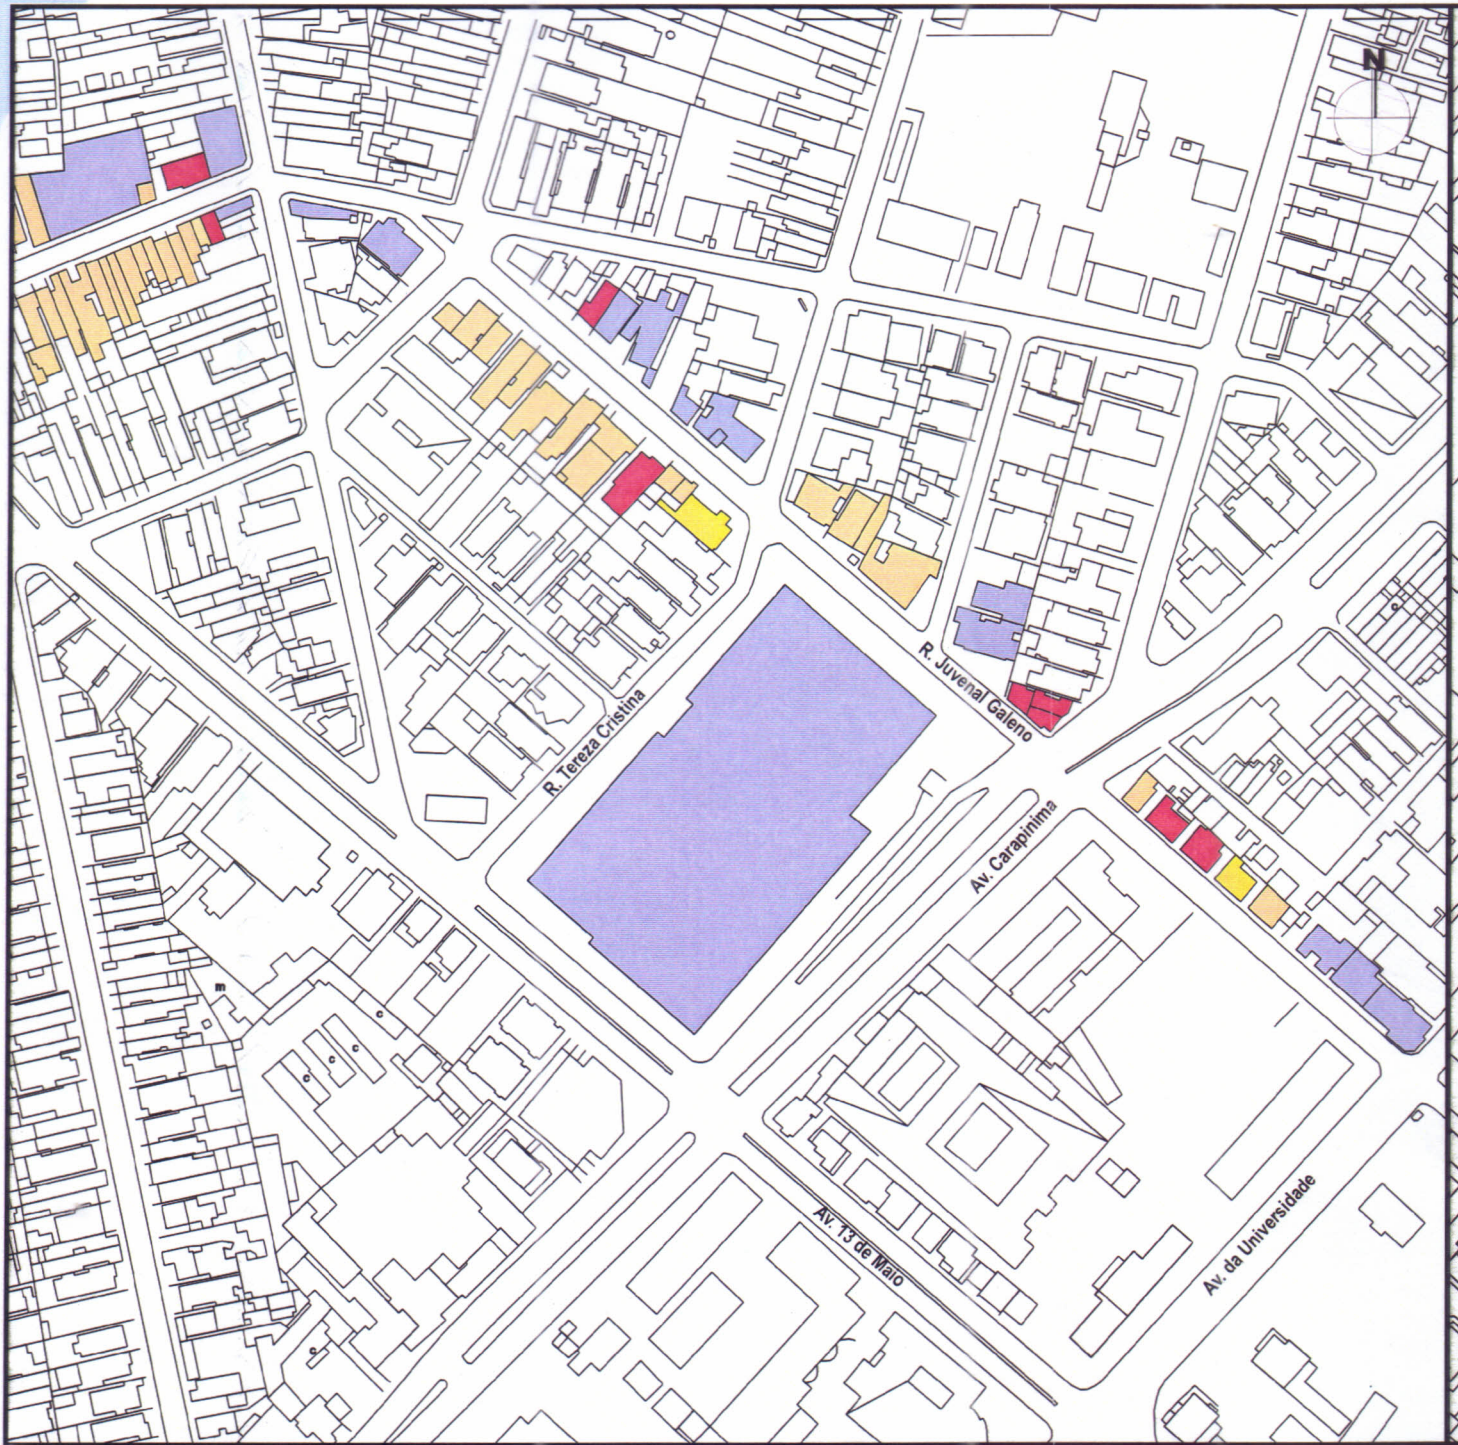 N
R. Juvenal Galeno
R. Tereza Cristina
Av. Carapinima
m
c
c
c
c
c
c
Av. 13 de Maio
Av. da Universidade